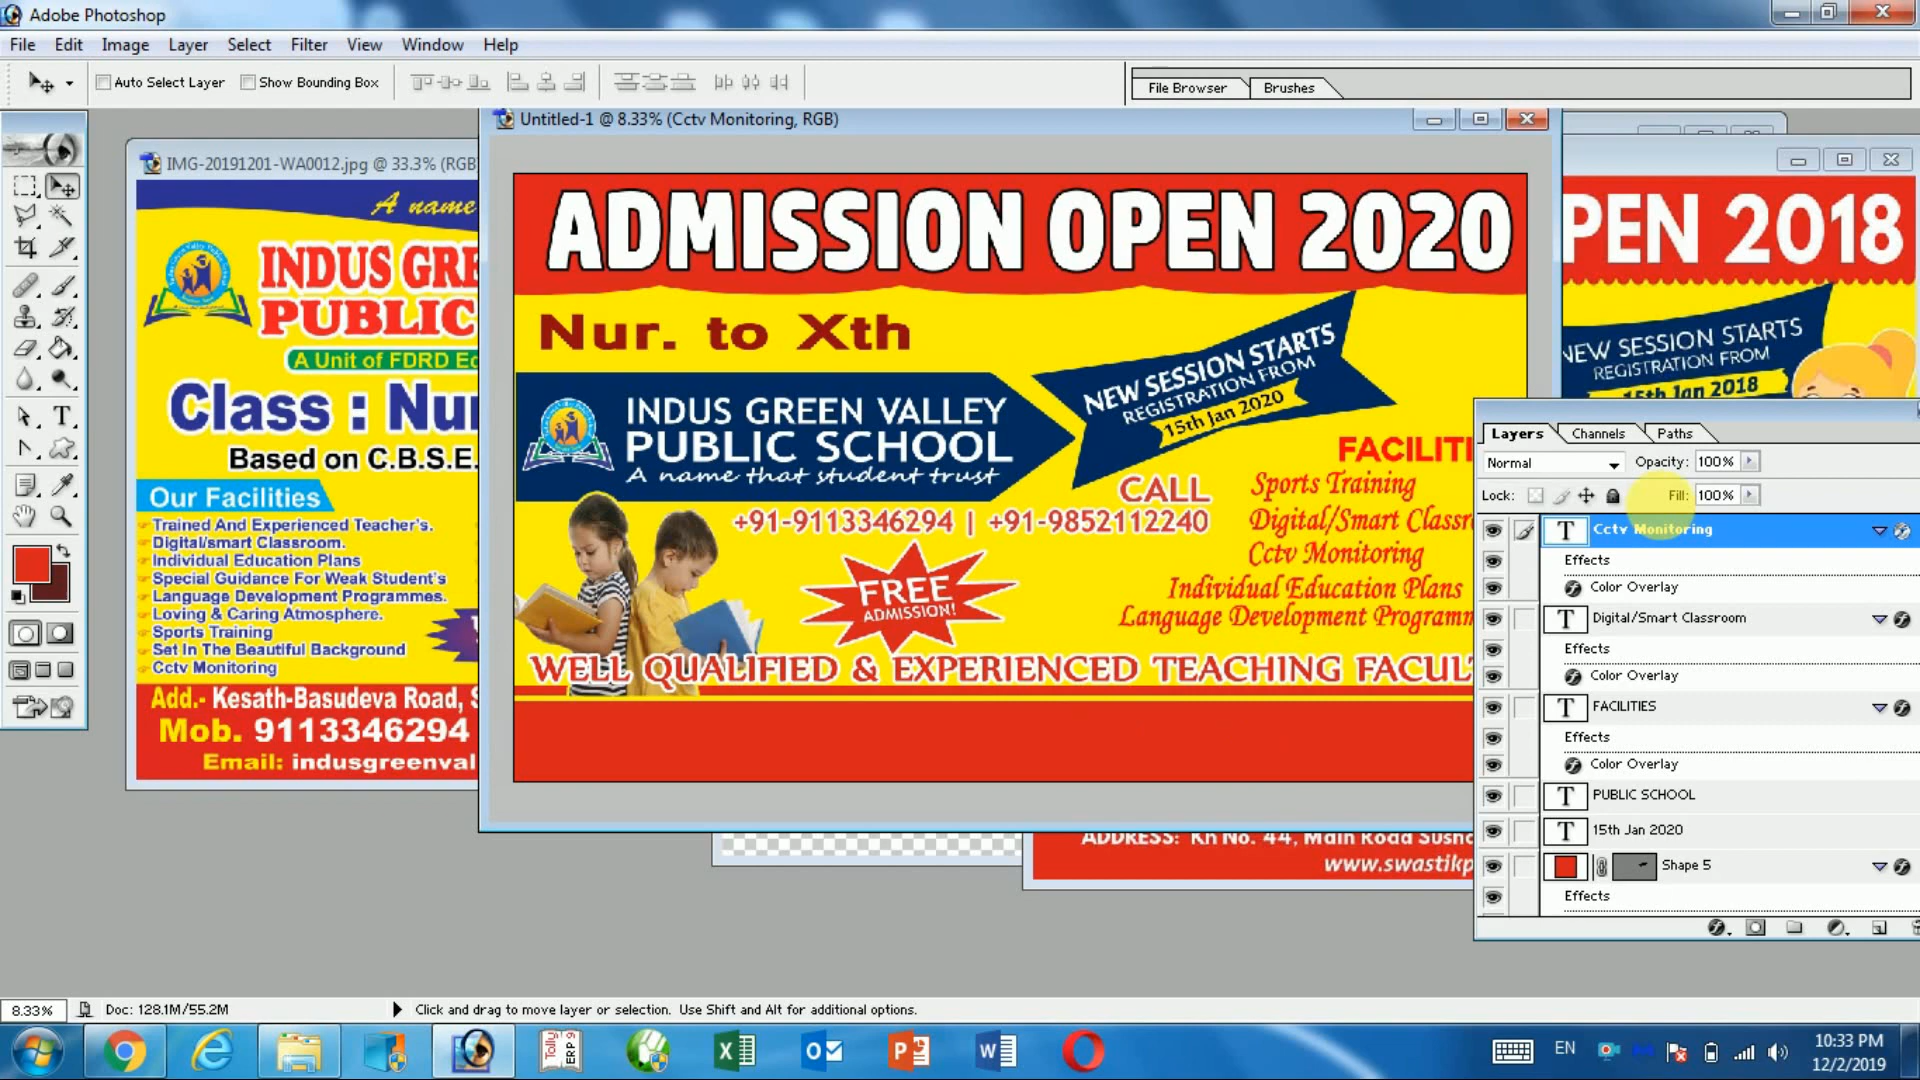 Adobe Photoshop
File Edit Image Layer Select Filter View Window Help
Auto Select Layer Show Bounding Box
File Browser Brushes
IMG-20191201-WA0012.jpg @ 33.3% (RGB
A name
INDUS GRE
PUBLIC
A Unit of FDRD Ed
Class : Nu
Based on C.B.S.E.
Our Facilities
Trained And Experienced Teacher's.
Digital/smart Classroom.
Individual Education Plans
Special Guidance For Weak Student's
Language Development Programmes.
Loving & Caring Atmosphere.
Sports Training
Set In The Beautiful Background
Cctv Monitoring
Add.- Kesath-Basudeva Road, S
Mob. 9113346294
Email: indusgreenval
Untitled-1 @ 8.33% (Cctv Monitoring, RGB)
ADMISSION OPEN 2020
Nur. to Xth
NEW SESSION STARTS
REGISTRATION FROM
15th Jan 2020
INDUS GREEN VALLEY
PUBLIC SCHOOL
A name that student trust
CALL
+91-9113346294 | +91-9852112240
FREE
ADMISSION!
FACILITI
Sports Training
Digital/Smart Classr
Cctv Monitoring
Individual Education Plans
Language Development Programm
WELL QUALIFIED & EXPERIENCED TEACHING FACUL
PEN 2018
NEW SESSION STARTS
REGISTRATION FROM
15th Jan 2018
ADDRESS: Kh No. 44, Main Road Sushc
www.swastikp
Layers Channels Paths
Normal Opacity: 100%
Lock: Fill: 100%
Cctv Monitoring
Effects
Color Overlay
Digital/Smart Classroom
Effects
Color Overlay
FACILITIES
Effects
Color Overlay
PUBLIC SCHOOL
15th Jan 2020
Shape 5
Effects
8.33% Doc: 128.1M/55.2M Click and drag to move layer or selection. Use Shift and Alt for additional options.
Tally
ERP 9
EN
10:33 PM
12/2/2019